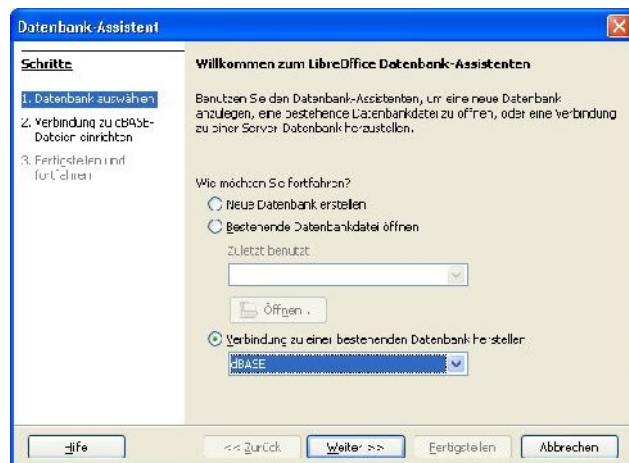 Datenbank-Assistent
Schritte
1. Datenbank auswählen
2. Verbindung zu dBASE-
Dateien einrichten
3. Fertigstellen und
fortfahren
Willkommen zum LibreOffice Datenbank-Assistenten
Benutzen Sie den Datenbank-Assistenten, um eine neue Datenbank
anzulegen, eine bestehende Datenbankdatei zu öffnen, oder eine Verbindung
zu einer Server Datenbank herzustellen.
Wie möchten Sie fortfahren?
Neue Datenbank erstellen
Bestehende Datenbankdatei öffnen
Zuletzt benutzt
Öffnen .
Verbindung zu einer bestehenden Datenbank herstellen
dBASE
Hife
<< Zurück
Weiter >>
Fertigstellen
Abbrechen